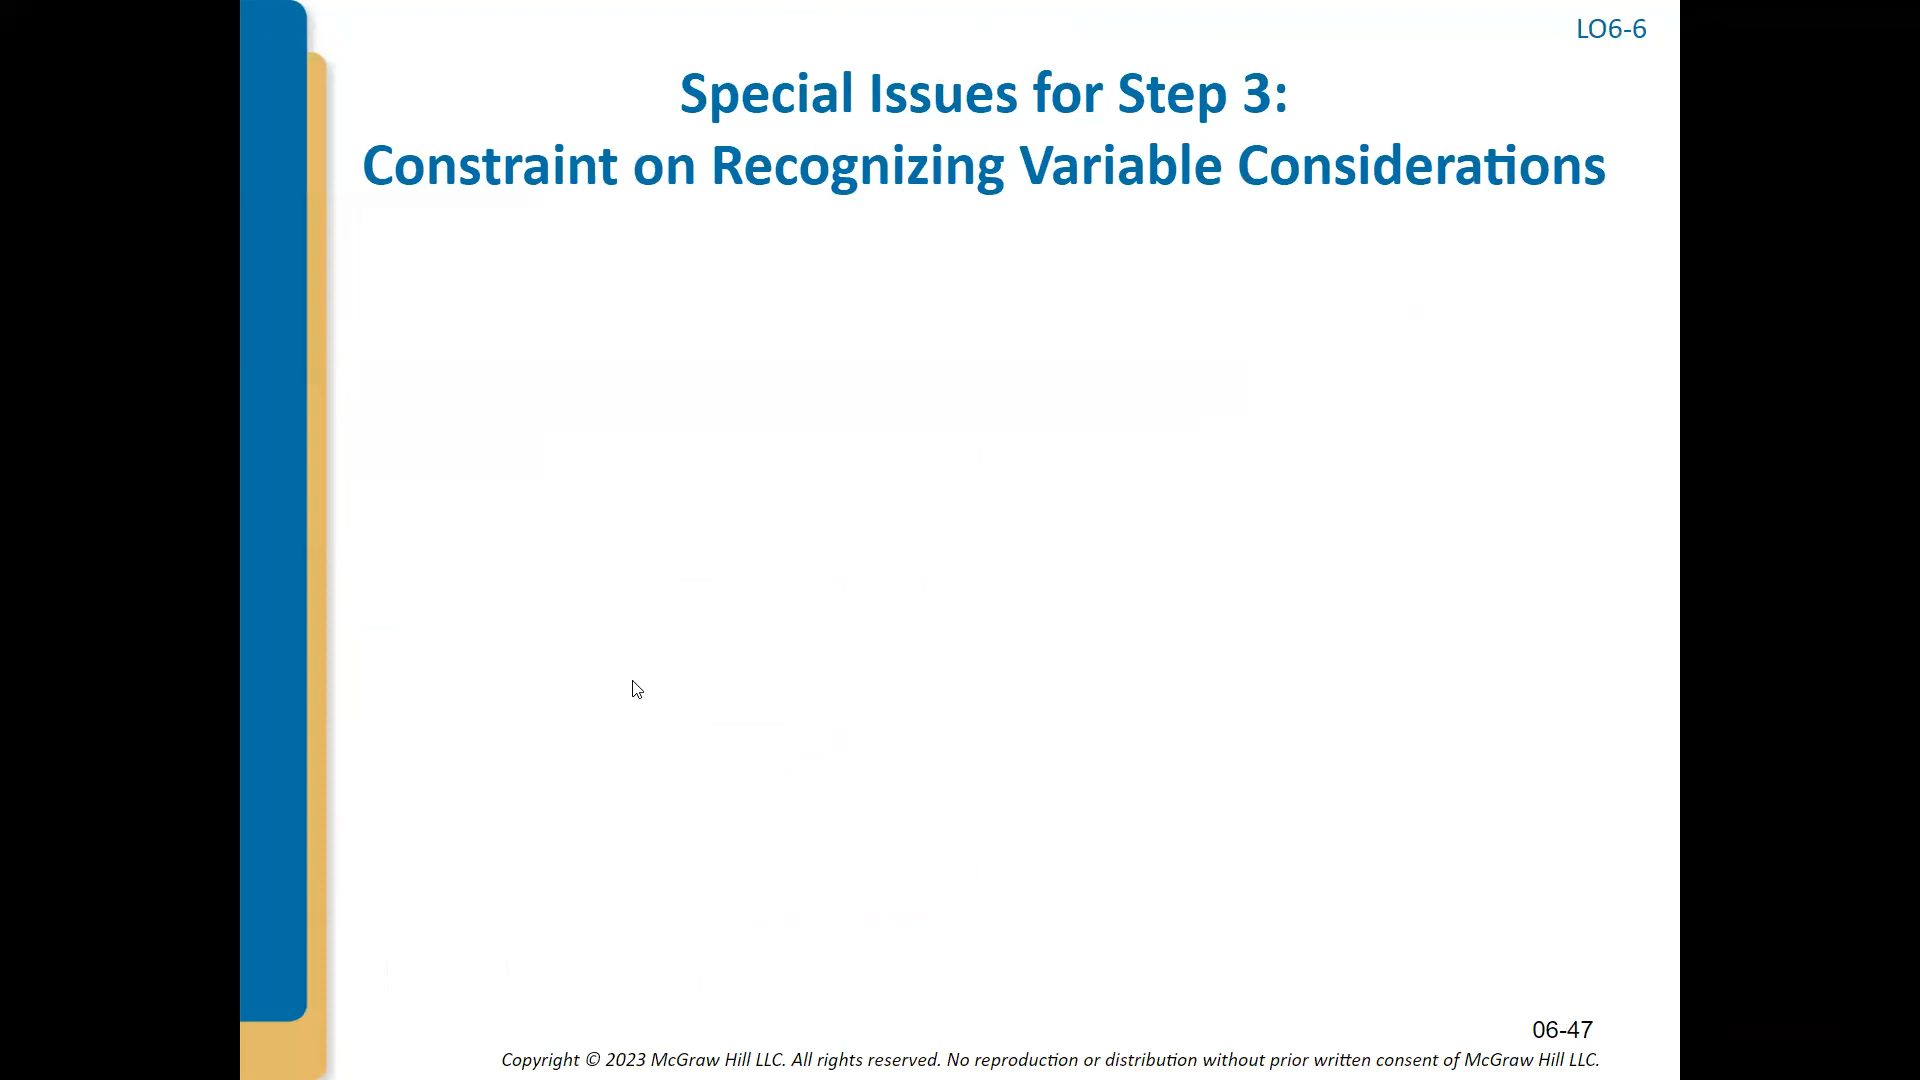 LO6-6
Special Issues for Step 3:
Constraint on Recognizing Variable Considerations
06-47
Copyright © 2023 McGraw Hill LLC. All rights reserved. No reproduction or distribution without prior written consent of McGraw Hill LLC.